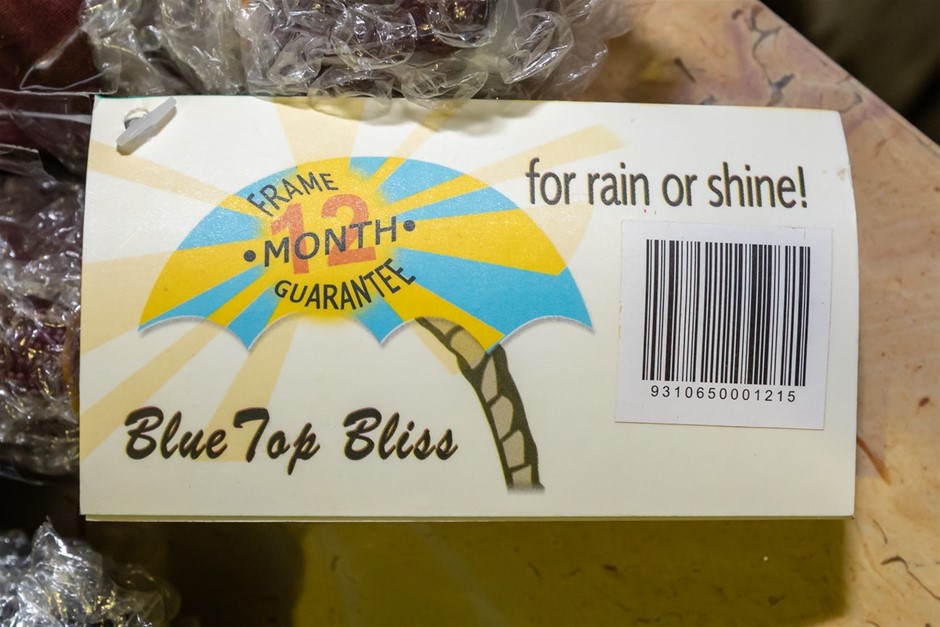 for rain or shine!
FRAME
12
•MONTH•
GUARANTEE
9310650001215
Blue Top Bliss